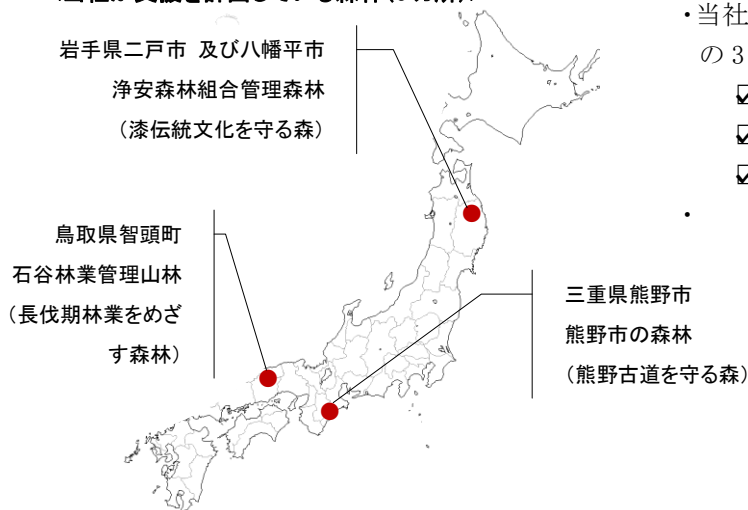 岩手県二戸市 及び八幡平市
浄安森林組合管理森林
（漆伝統文化を守る森）
鳥取県智頭町
石谷林業管理山林
（長伐期林業をめざ
す森林）
三重県熊野市
熊野市の森林
（熊野古道を守る森）
・当社
の 3
☑
☑
☑
・